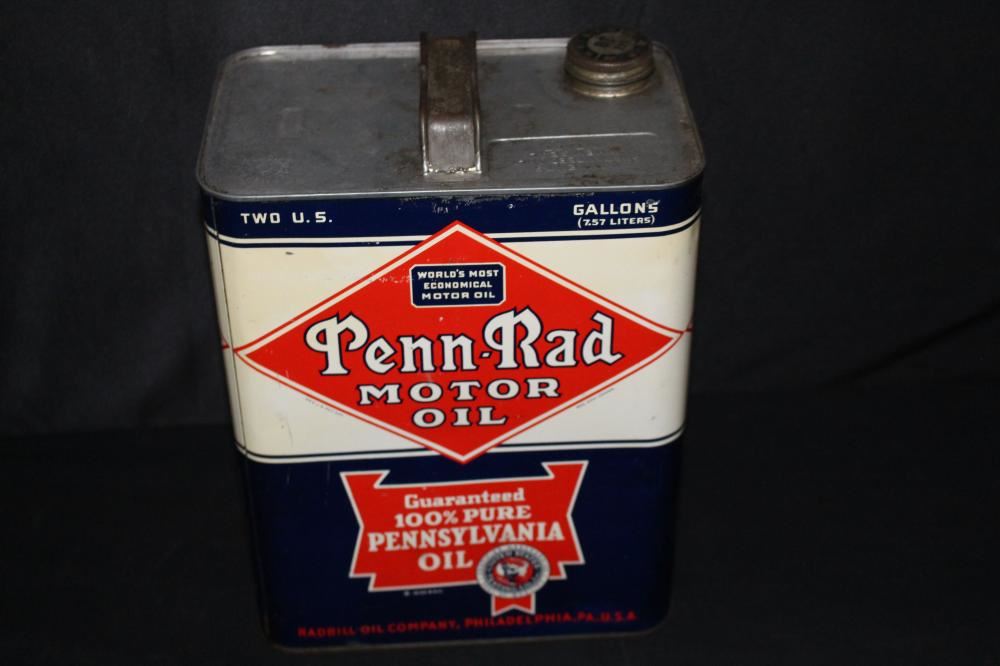 TWO U.S.
GALLONS
(7.57 LITERS)
WORLD'S MOST
ECONOMICAL
MOTOR OIL
Penn-Rad
MOTOR
OIL
Guaranteed
100% PURE
PENNSYLVANIA
OIL
RADBILL OIL COMPANY, PHILADELPHIA, PA. U.S.A